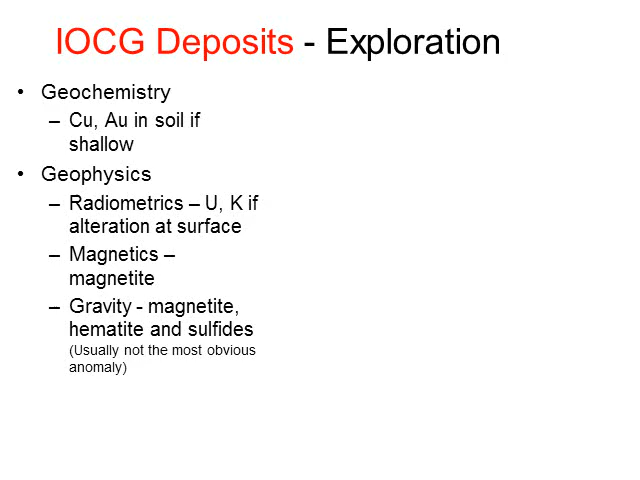 IOCG Deposits - Exploration
• Geochemistry
– Cu, Au in soil if
shallow
• Geophysics
– Radiometrics – U, K if
alteration at surface
– Magnetics –
magnetite
– Gravity - magnetite,
hematite and sulfides
(Usually not the most obvious
anomaly)